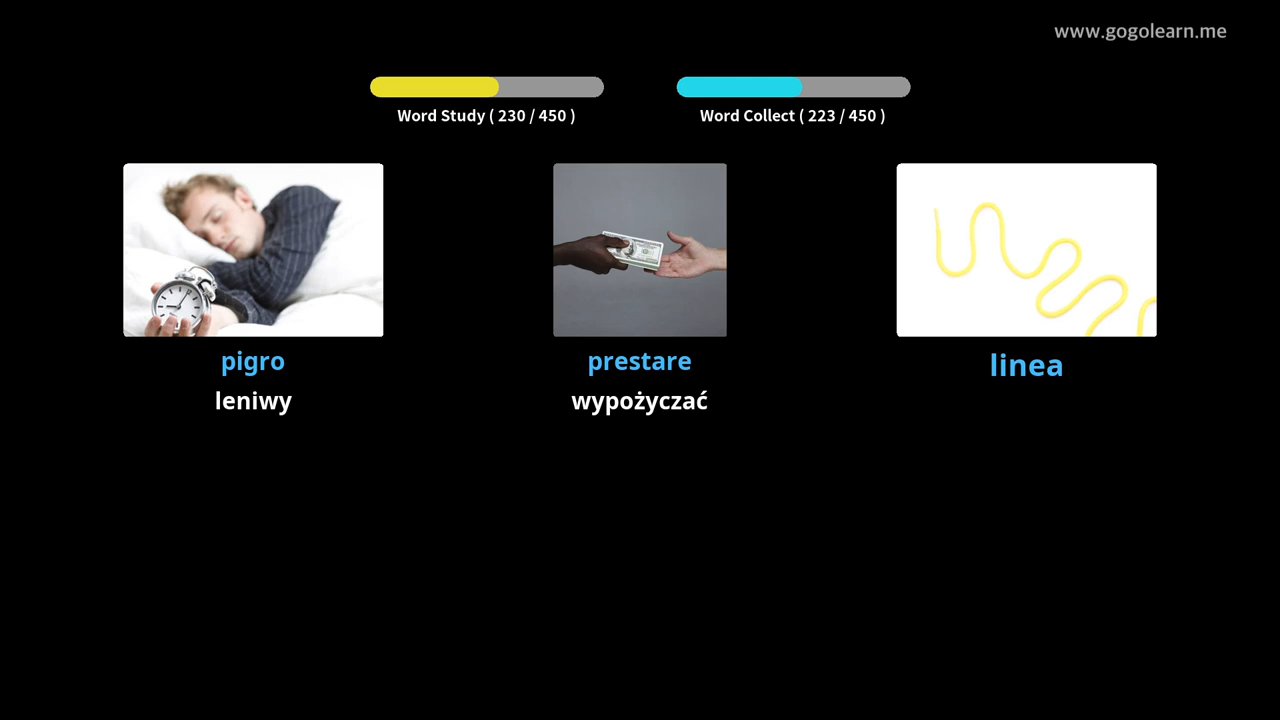 www.gogolearn.me
Word Study ( 230 / 450 )
Word Collect ( 223 / 450 )
pigro
leniwy
prestare
wypożyczać
linea